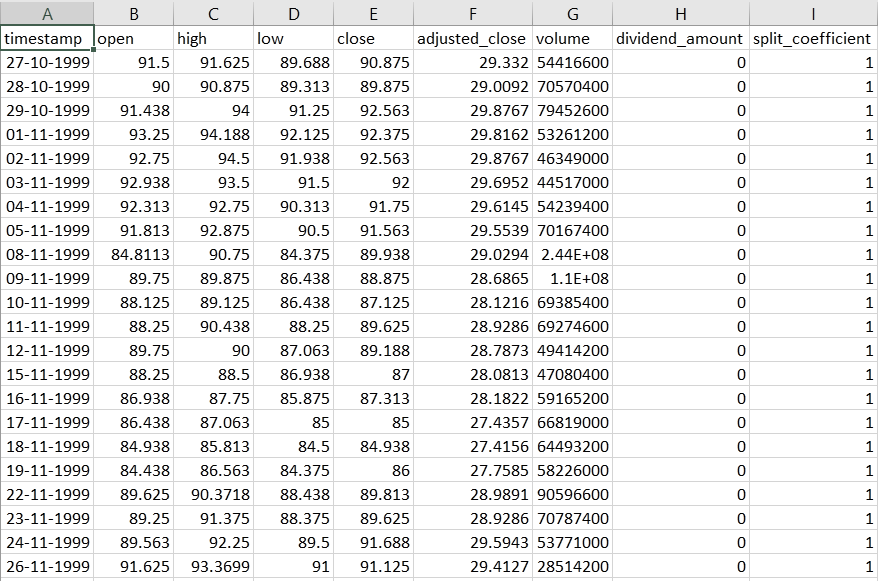 A B C D E F G H I
timestamp open high low close adjusted_close volume dividend_amount split_coefficient
27-10-1999 91.5 91.625 89.688 90.875 29.332 54416600 0 1
28-10-1999 90 90.875 89.313 89.875 29.0092 70570400 0 1
29-10-1999 91.438 94 91.25 92.563 29.8767 79452600 0 1
01-11-1999 93.25 94.188 92.125 92.375 29.8162 53261200 0 1
02-11-1999 92.75 94.5 91.938 92.563 29.8767 46349000 0 1
03-11-1999 92.938 93.5 91.5 92 29.6952 44517000 0 1
04-11-1999 92.313 92.75 90.313 91.75 29.6145 54239400 0 1
05-11-1999 91.813 92.875 90.5 91.563 29.5539 70167400 0 1
08-11-1999 84.8113 90.75 84.375 89.938 29.0294 2.44E+08 0 1
09-11-1999 89.75 89.875 86.438 88.875 28.6865 1.1E+08 0 1
10-11-1999 88.125 89.125 86.438 87.125 28.1216 69385400 0 1
11-11-1999 88.25 90.438 88.25 89.625 28.9286 69274600 0 1
12-11-1999 89.75 90 87.063 89.188 28.7873 49414200 0 1
15-11-1999 88.25 88.5 86.938 87 28.0813 47080400 0 1
16-11-1999 86.938 87.75 85.875 87.313 28.1822 59165200 0 1
17-11-1999 86.438 87.063 85 85 27.4357 66819000 0 1
18-11-1999 84.938 85.813 84.5 84.938 27.4156 64493200 0 1
19-11-1999 84.438 86.563 84.375 86 27.7585 58226000 0 1
22-11-1999 89.625 90.3718 88.438 89.813 28.9891 90596600 0 1
23-11-1999 89.25 91.375 88.375 89.625 28.9286 70787400 0 1
24-11-1999 89.563 92.25 89.5 91.688 29.5943 53771000 0 1
26-11-1999 91.625 93.3699 91 91.125 29.4127 28514200 0 1